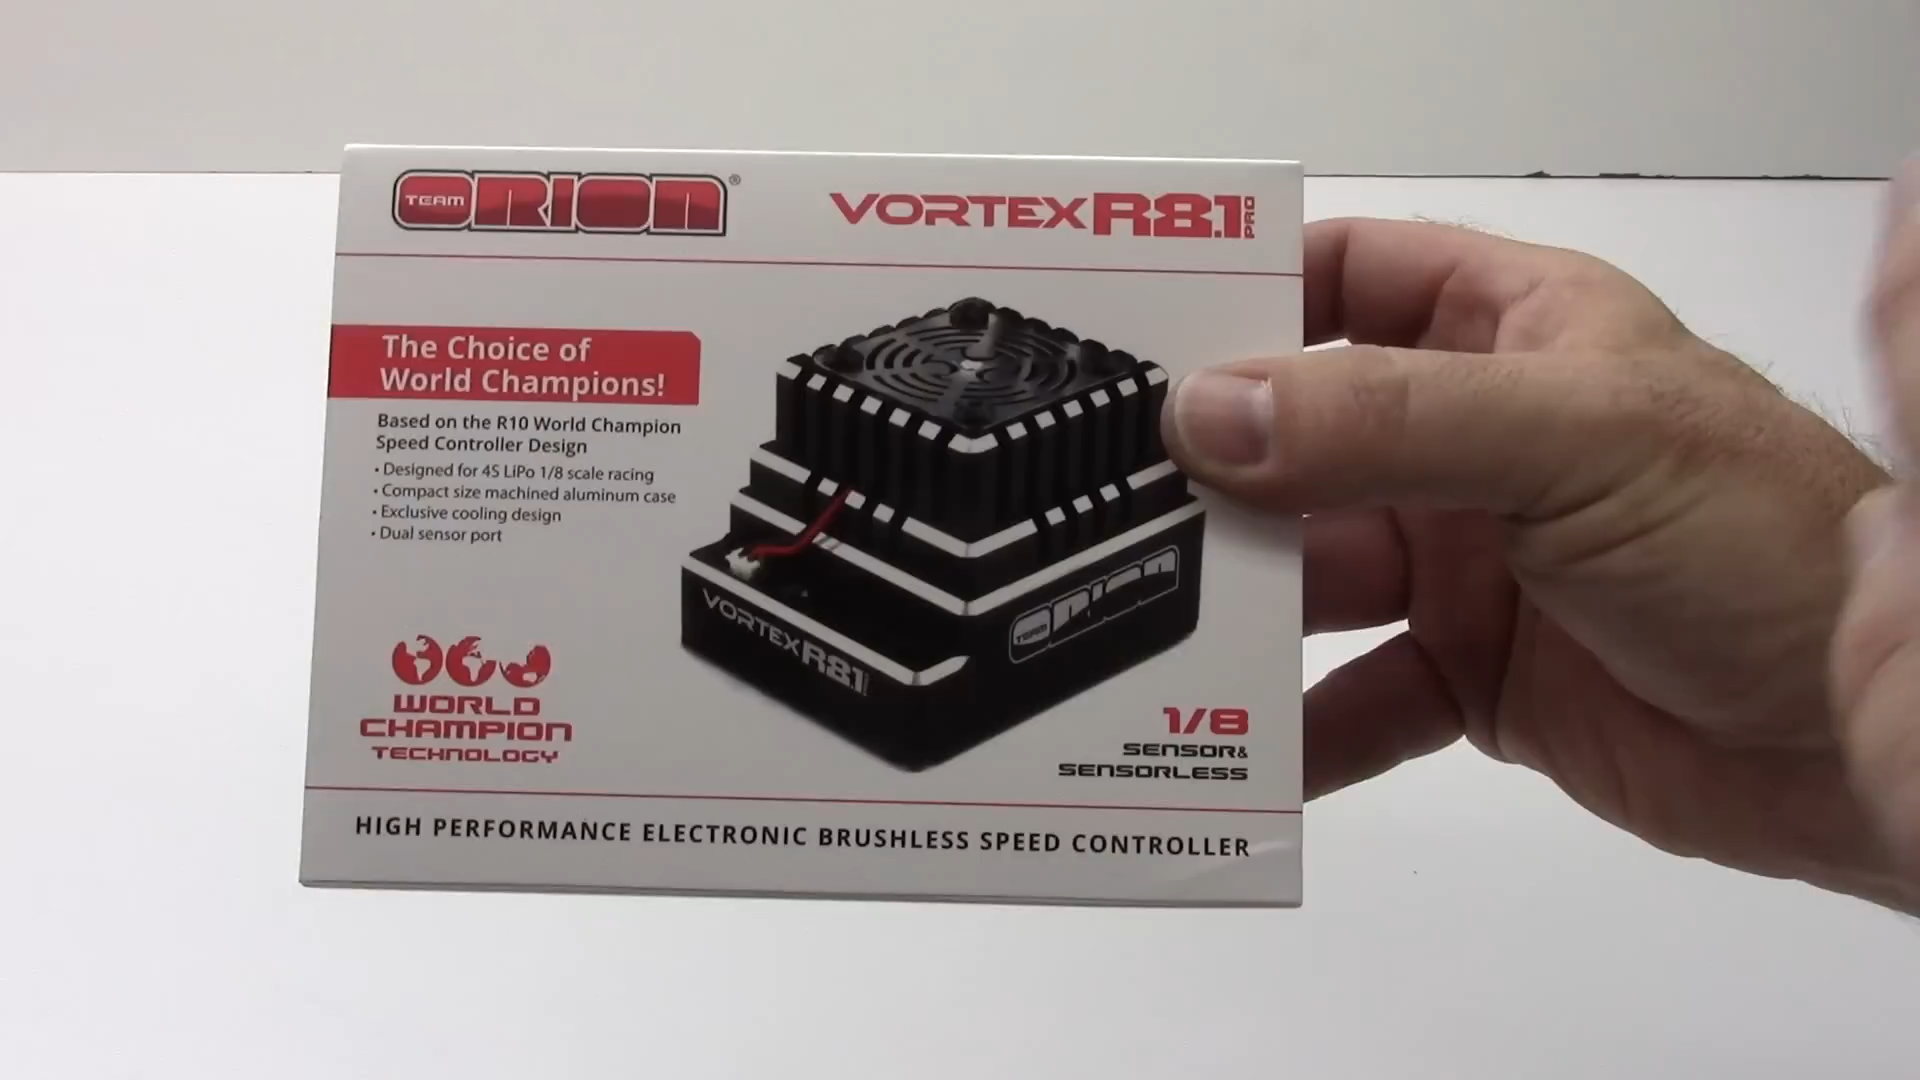 TEAM ORION®
VORTEX R8.1 PRO
The Choice of
World Champions!
Based on the R10 World Champion
Speed Controller Design
• Designed for 4S LiPo 1/8 scale racing
• Compact size machined aluminum case
• Exclusive cooling design
• Dual sensor port
VORTEX R8.1 PRO
TEAM ORION
WORLD
CHAMPION
TECHNOLOGY
1/8
SENSOR&
SENSORLESS
HIGH PERFORMANCE ELECTRONIC BRUSHLESS SPEED CONTROLLER